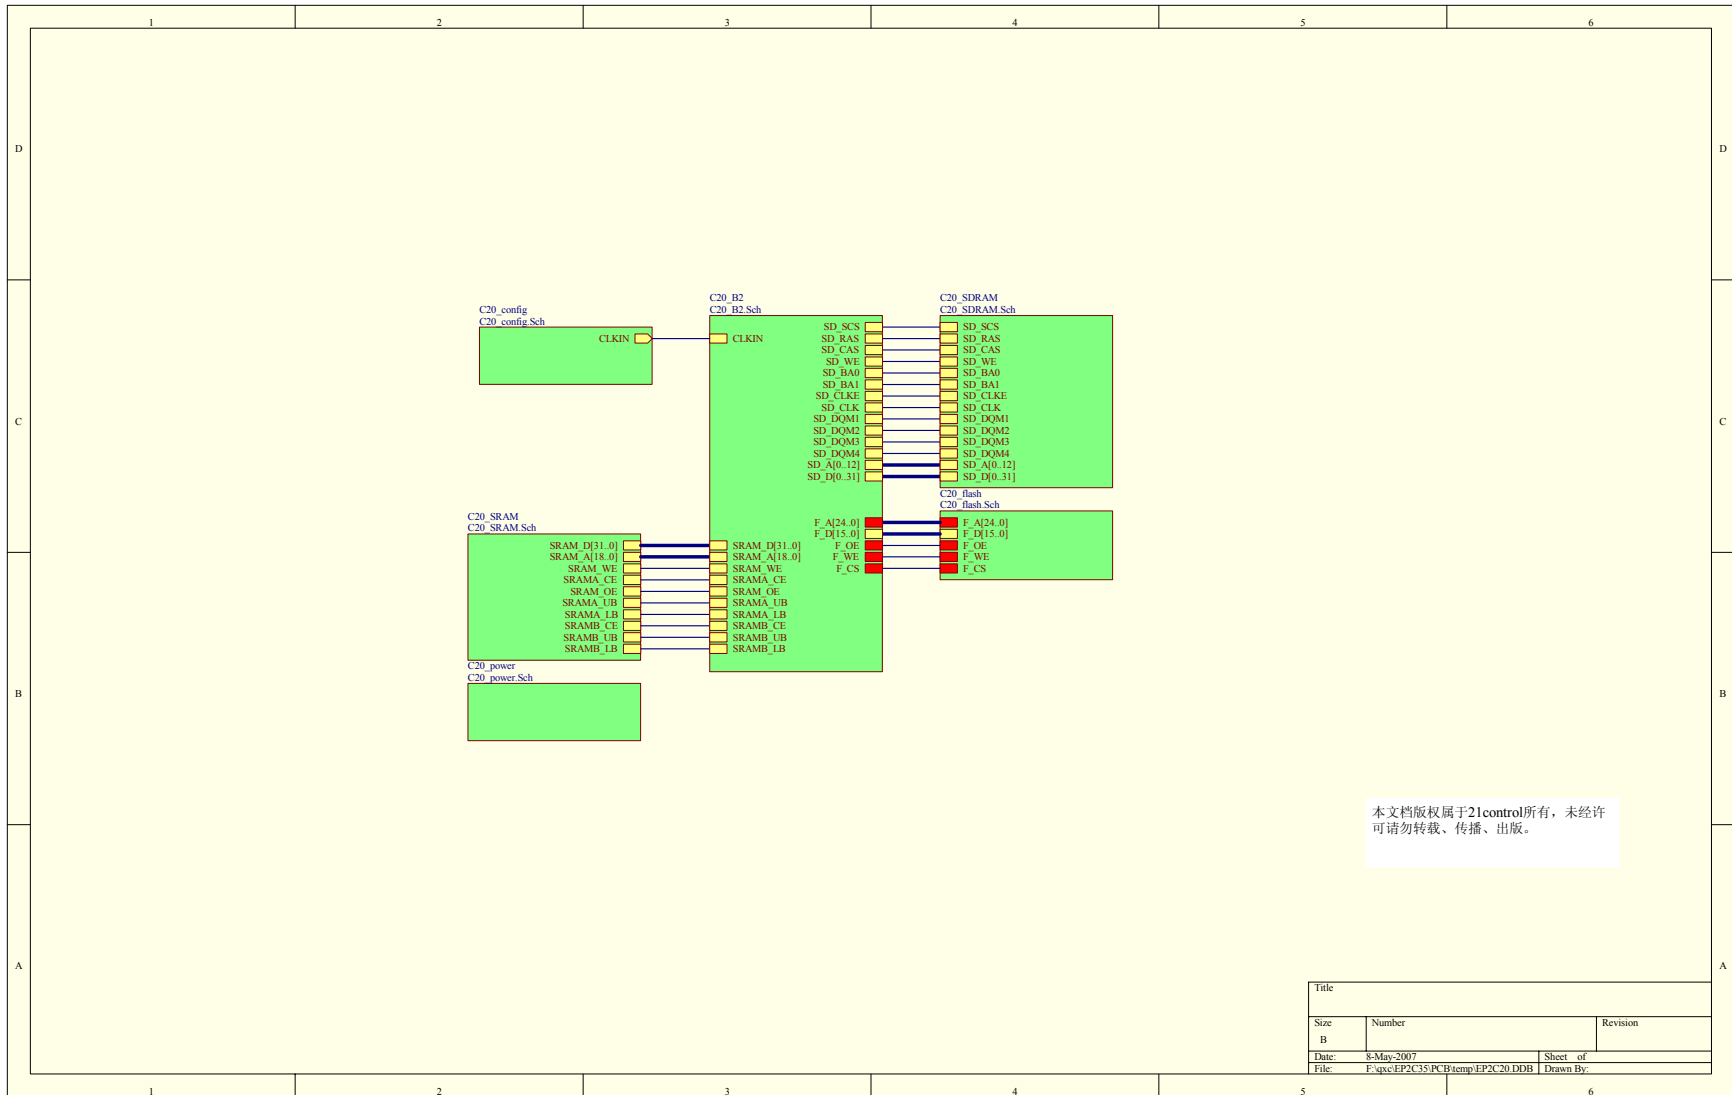 1 2 3 4 5 6
D D
C20_config
C20_config.Sch
CLKIN
C20_B2
C20_B2.Sch
CLKIN
SD_SCS
SD_RAS
SD_CAS
SD_WE
SD_BA0
SD_BA1
SD_CLKE
SD_CLK
SD_DQM1
SD_DQM2
SD_DQM3
SD_DQM4
SD_A[0..12]
SD_D[0..31]
C20_SDRAM
C20_SDRAM.Sch
SD_SCS
SD_RAS
SD_CAS
SD_WE
SD_BA0
SD_BA1
SD_CLKE
SD_CLK
SD_DQM1
SD_DQM2
SD_DQM3
SD_DQM4
SD_A[0..12]
SD_D[0..31]
C C
F_A[24..0]
F_D[15..0]
F_OE
F_WE
F_CS
C20_flash
C20_flash.Sch
F_A[24..0]
F_D[15..0]
F_OE
F_WE
F_CS
C20_SRAM
C20_SRAM.Sch
SRAM_D[31..0]
SRAM_A[18..0]
SRAM_WE
SRAMA_CE
SRAM_OE
SRAMA_UB
SRAMA_LB
SRAMB_CE
SRAMB_UB
SRAMB_LB
SRAM_D[31..0]
SRAM_A[18..0]
SRAM_WE
SRAMA_CE
SRAM_OE
SRAMA_UB
SRAMA_LB
SRAMB_CE
SRAMB_UB
SRAMB_LB
C20_power
C20_power.Sch
B B
本文档版权属于21control所有，未经许
可请勿转载、传播、出版。
A A
Title
Size Number Revision
B
Date: 8-May-2007 Sheet of
File: F:\qxc\EP2C35\PCB\temp\EP2C20.DDB Drawn By:
1 2 3 4 5 6